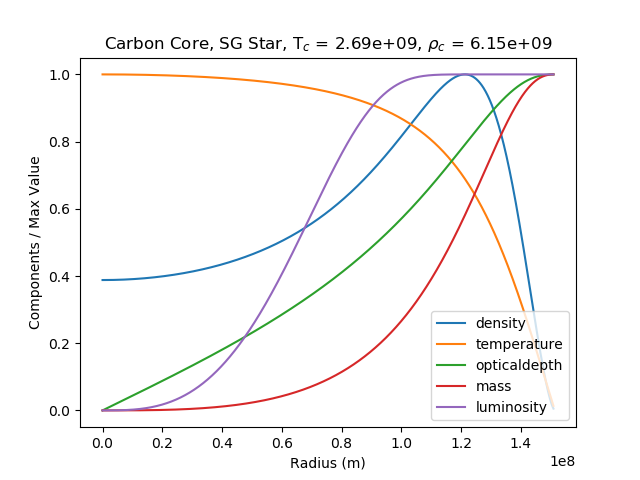 Carbon Core, SG Star, T_c = 2.69e+09, ρ_c = 6.15e+09
1.0
0.8
0.6
0.4
0.2
0.0
Components / Max Value
density
temperature
opticaldepth
mass
luminosity
0.0 0.2 0.4 0.6 0.8 1.0 1.2 1.4
1e8
Radius (m)